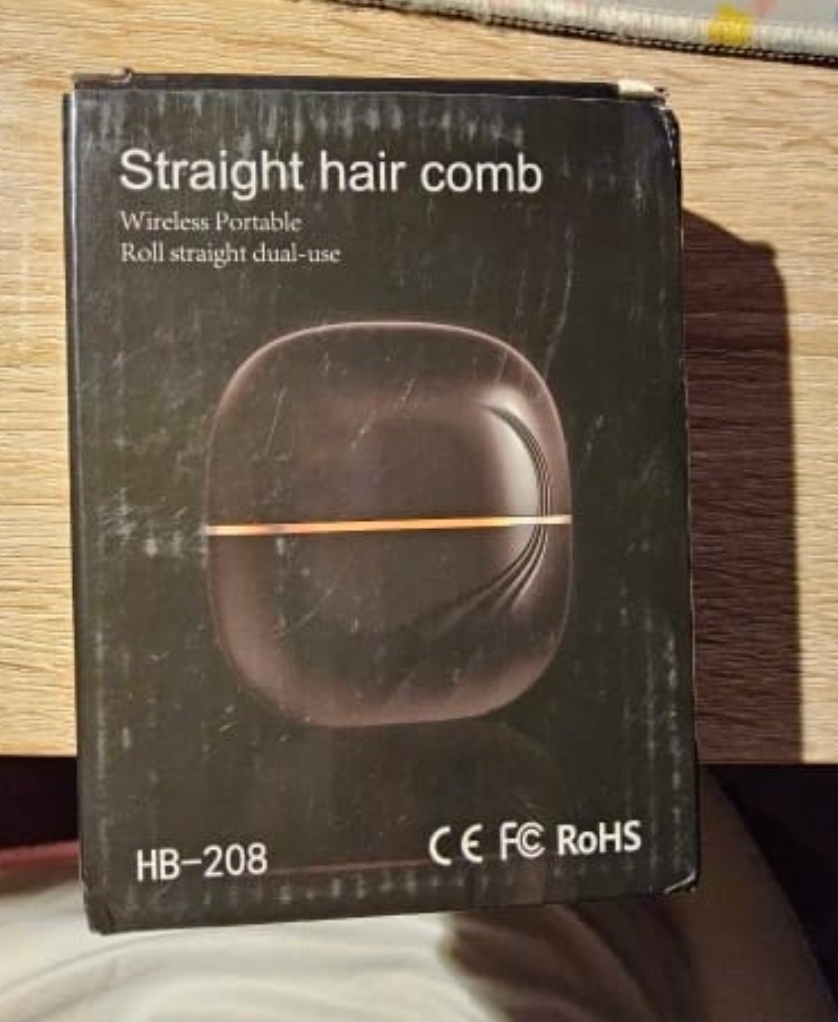 Straight hair comb
Wireless Portable
Roll straight dual-use
HB-208
CE FC RoHS